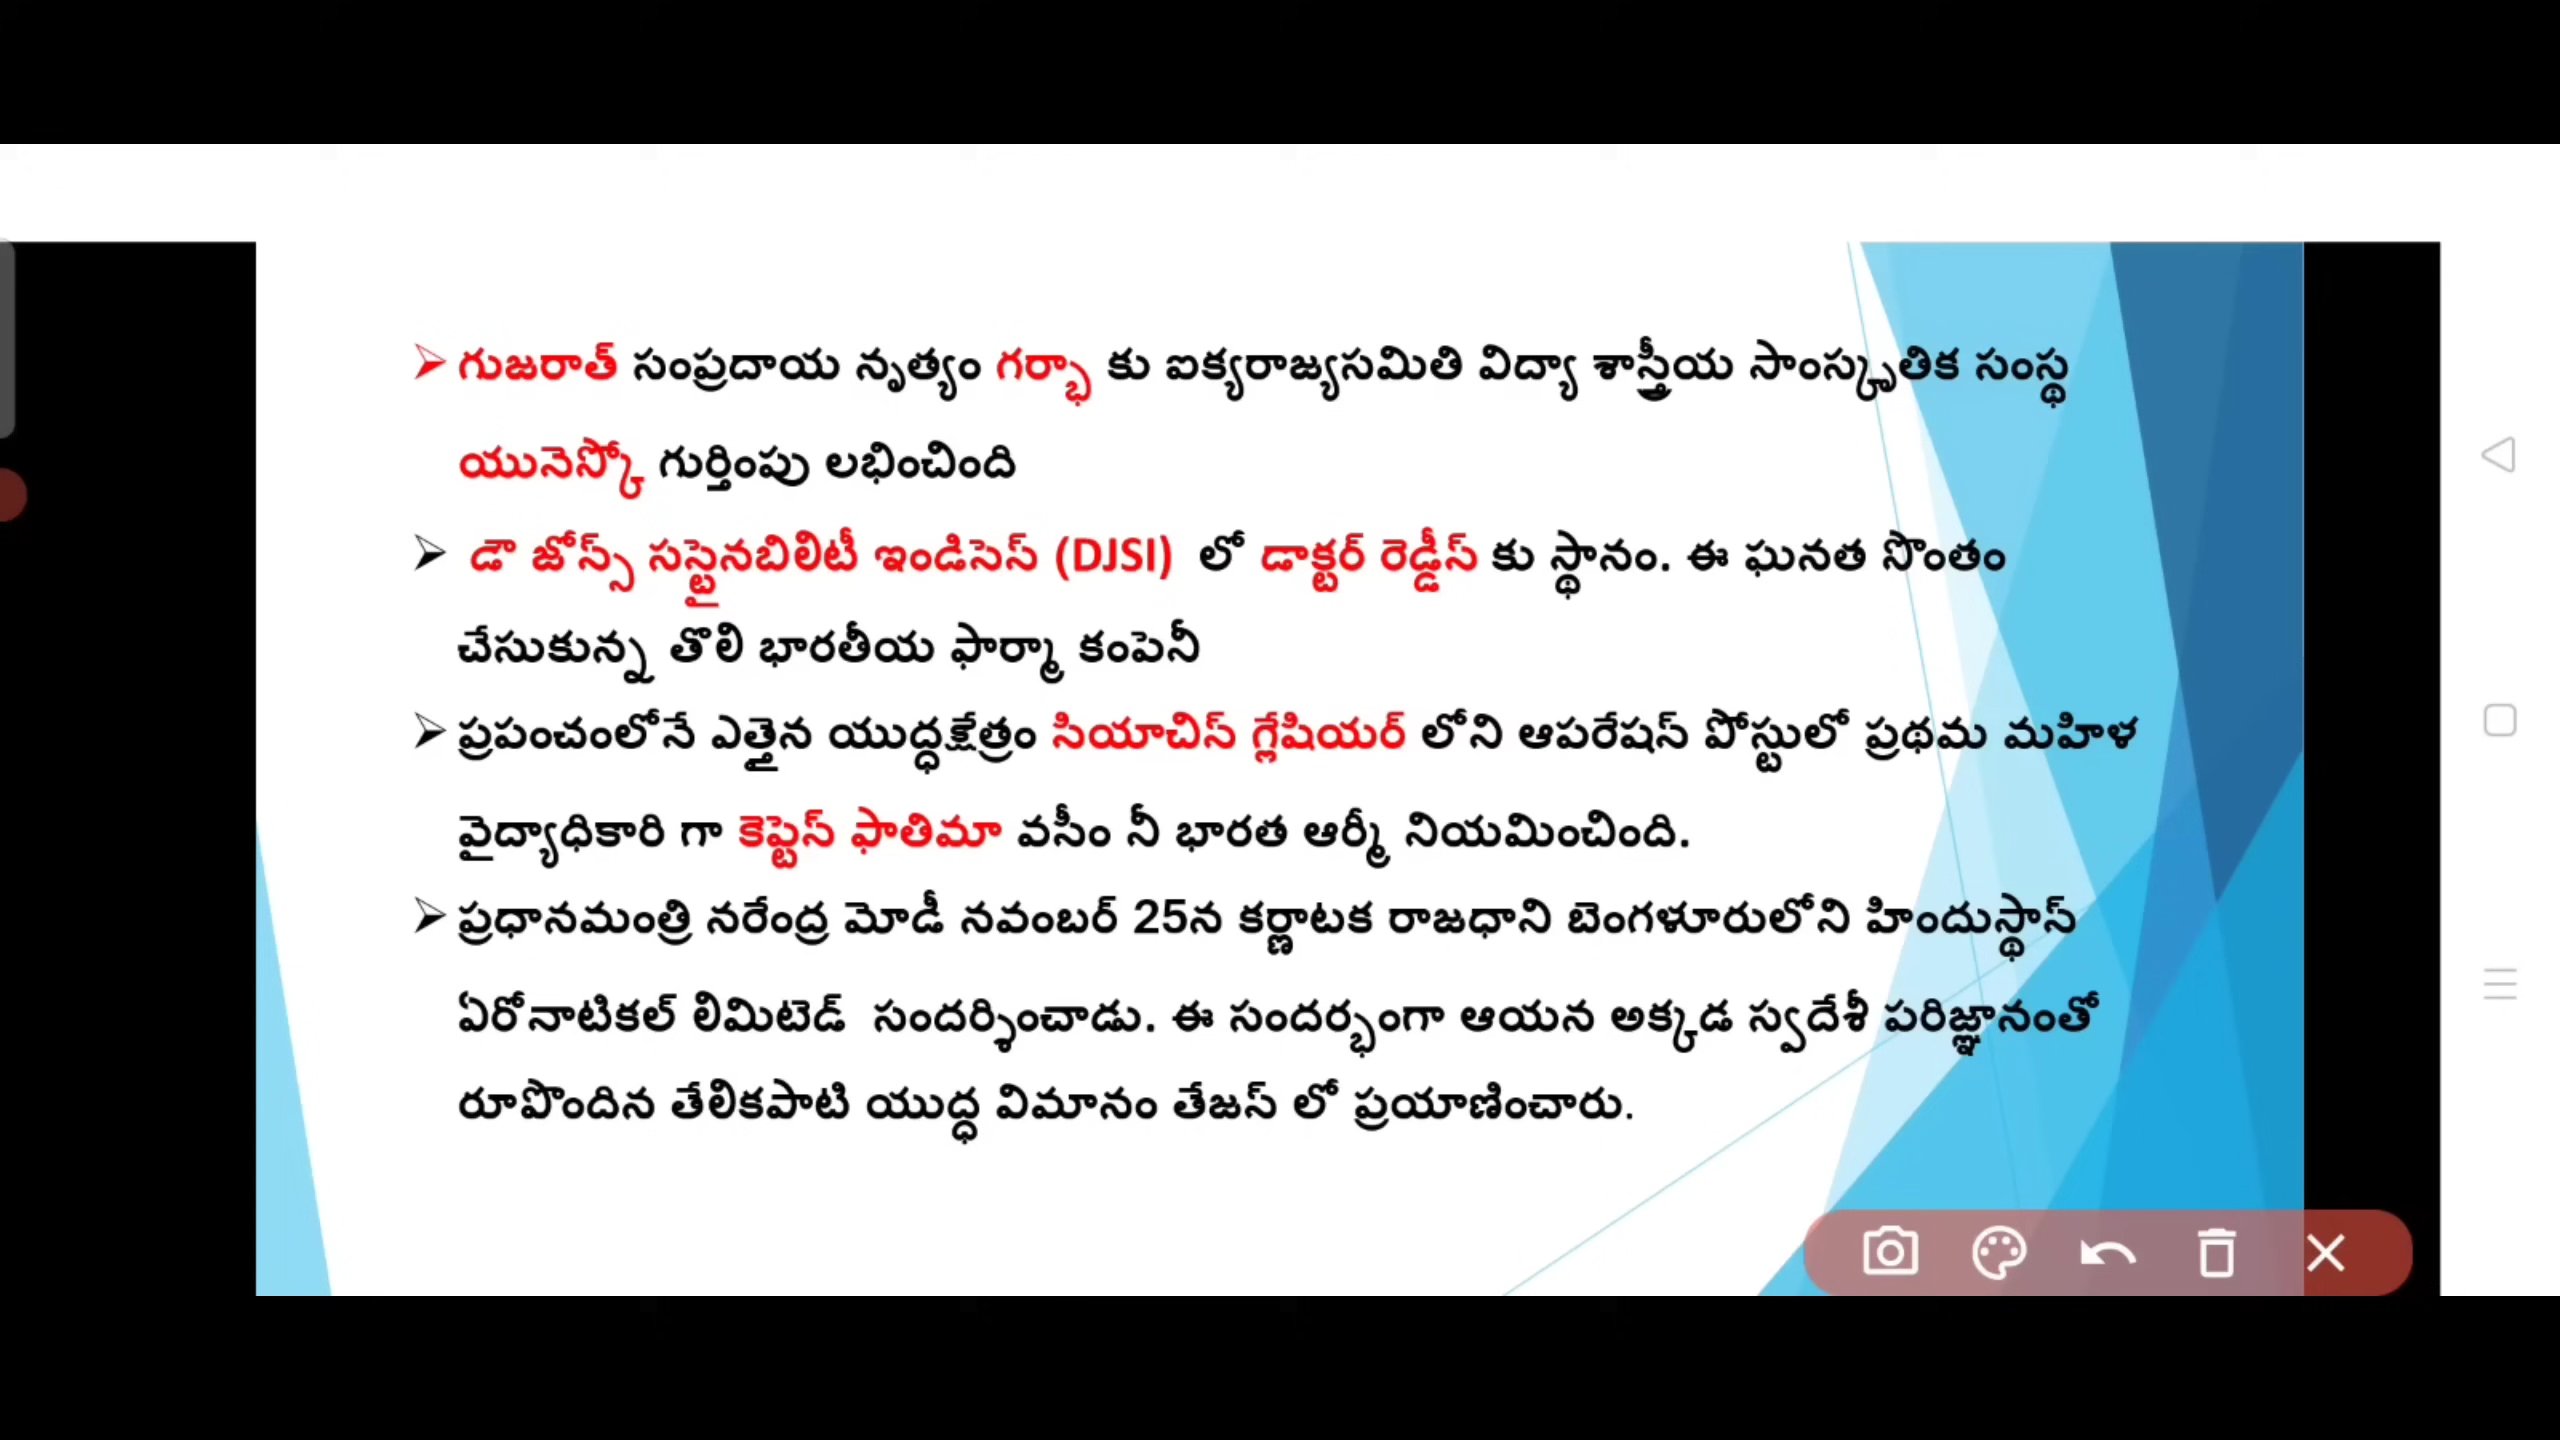 గుజరాత్ సంప్రదాయ నృత్యం గర్భా కు ఐక్యరాజ్యసమితి విద్యా శాస్త్రీయ సాంస్కృతిక సంస్థ
యునెస్కో గుర్తింపు లభించింది
డౌ జోన్స్ సస్టైనబిలిటీ ఇండిసెస్ (DJSI) లో డాక్టర్ రెడ్డీస్ కు స్థానం. ఈ ఘనత సొంతం
చేసుకున్న తొలి భారతీయ ఫార్మా కంపెనీ
ప్రపంచంలోనే ఎత్తైన యుద్ధక్షేత్రం సియాచిన్ గ్లేషియర్ లోని ఆపరేషన్ పోస్టులో ప్రథమ మహిళ
వైద్యాధికారి గా కెప్టెన్ ఫాతిమా వసీం నీ భారత ఆర్మీ నియమించింది.
ప్రధానమంత్రి నరేంద్ర మోడీ నవంబర్ 25న కర్ణాటక రాజధాని బెంగళూరులోని హిందుస్థాన్
ఏరోనాటికల్ లిమిటెడ్ సందర్శించాడు. ఈ సందర్భంగా ఆయన అక్కడ స్వదేశీ పరిజ్ఞానంతో
రూపొందిన తేలికపాటి యుద్ధ విమానం తేజస్ లో ప్రయాణించారు.